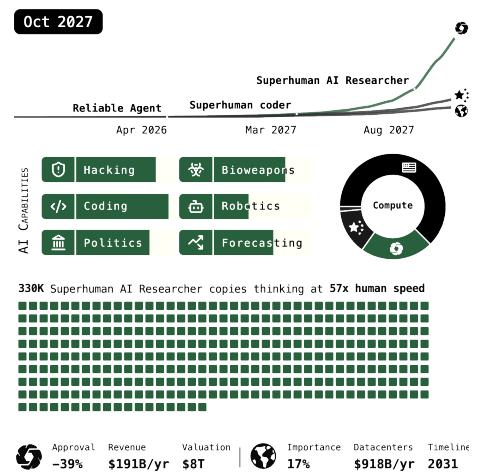 Oct 2027
Superhuman AI Researcher
Reliable Agent
Superhuman coder
Apr 2026
Mar 2027
Aug 2027
AI Capabilities
Hacking
Bioweapons
Coding
Robotics
Politics
Forecasting
Compute
330K Superhuman AI Researcher copies thinking at 57x human speed
Approval Revenue Valuation Importance Datacenters Timeline
−39% $191B/yr $8T 17% $918B/yr 2031